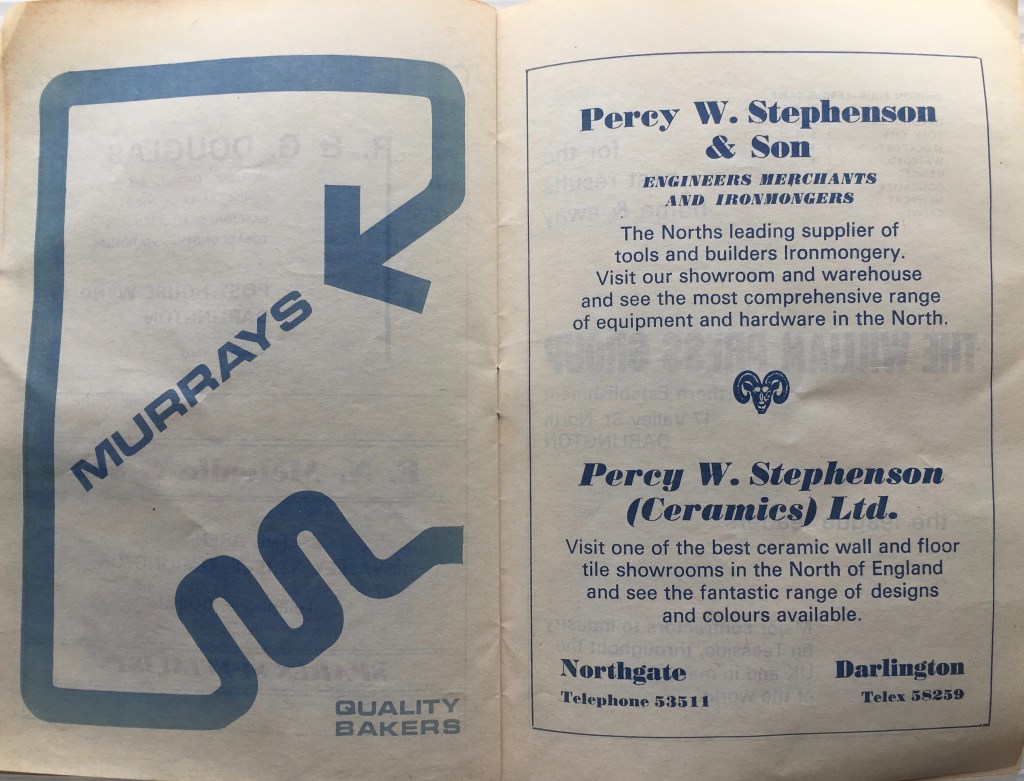 MURRAYS
QUALITY
BAKERS
Percy W. Stephenson
& Son
ENGINEERS MERCHANTS
AND IRONMONGERS
The Norths leading supplier of
tools and builders Ironmongery.
Visit our showroom and warehouse
and see the most comprehensive range
of equipment and hardware in the North.
Percy W. Stephenson
(Ceramics) Ltd.
Visit one of the best ceramic wall and floor
tile showrooms in the North of England
and see the fantastic range of designs
and colours available.
Northgate Darlington
Telephone 53511 Telex 58259